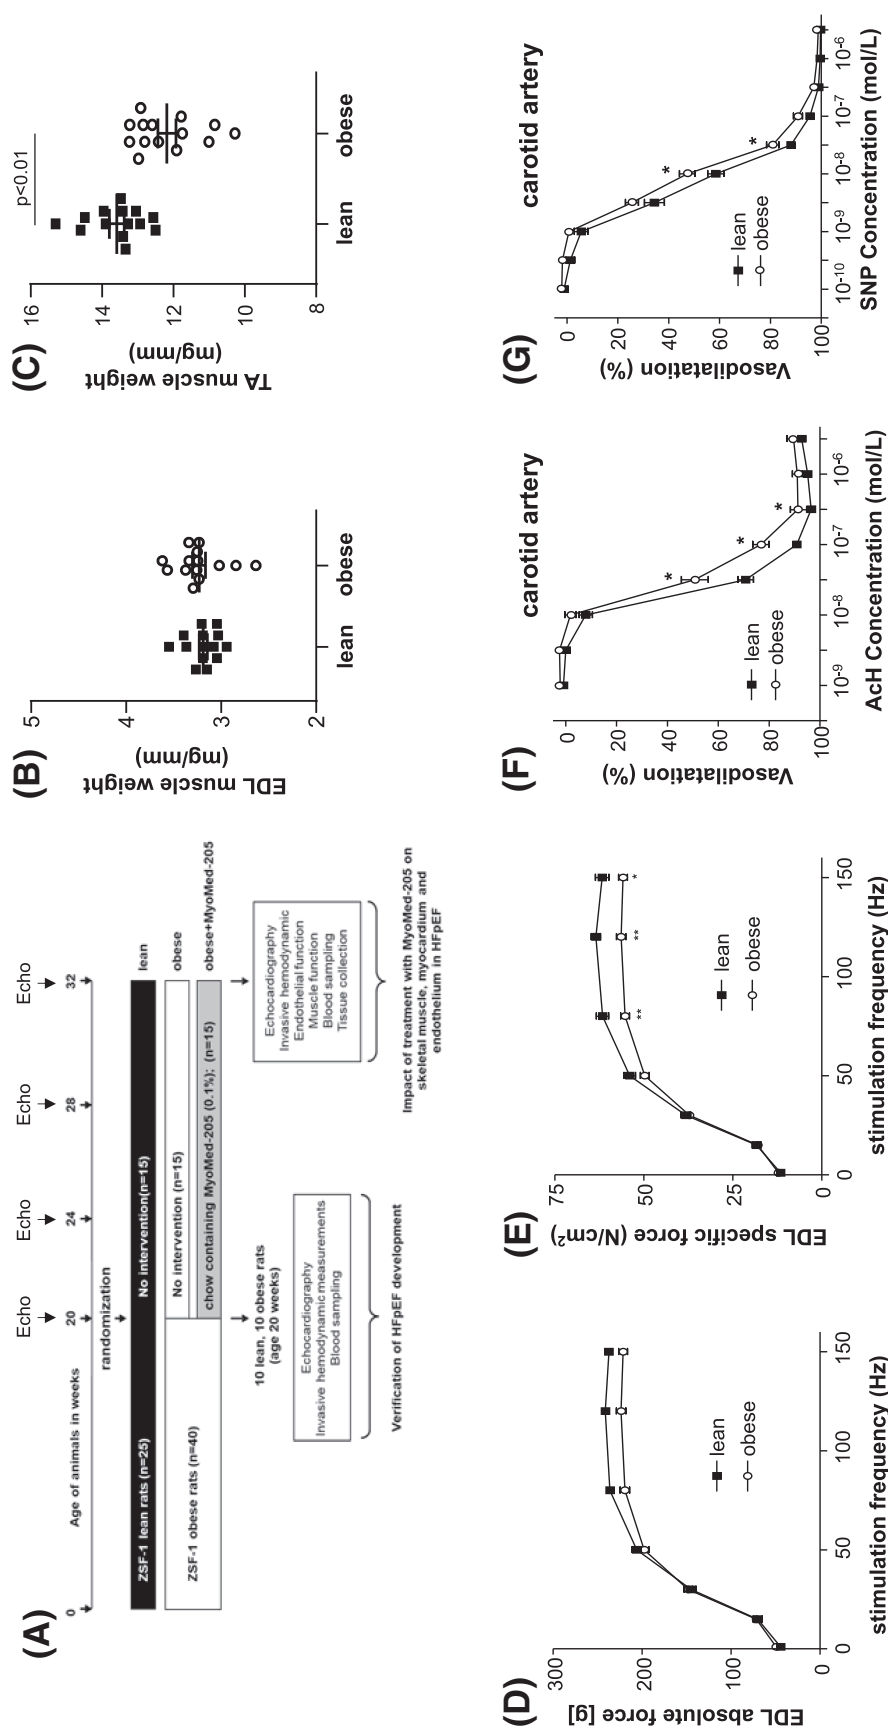 (A)
Echo
Echo
Echo
Echo
Age of animals in weeks
0
20
24
28
32
randomization
ZSF-1 lean rats (n=25)
No intervention(n=15)
lean
ZSF-1 obese rats (n=40)
No intervention (n=15)
obese
chow containing MyoMed-205 (0.1%); (n=15)
obese+MyoMed-205
10 lean, 10 obese rats
(age 20 weeks)
Echocardiography
Invasive hemodynamic measurements
Blood sampling
Verification of HFpEF development
Echocardiography
Invasive hemodynamic
Endothelial function
Muscle function
Blood sampling
Tissue collection
Impact of treatment with MyoMed-205 on
skeletal muscle, myocardium and
endothelium in HFpEF
(B)
EDL muscle weight
(mg/mm)
5
4
3
2
lean
obese
(C)
TA muscle weight
(mg/mm)
16
14
12
10
8
p<0.01
lean
obese
(D)
EDL absolute force [g]
300
200
100
0
lean
obese
0
50
100
150
stimulation frequency (Hz)
(E)
EDL specific force (N/cm²)
75
50
25
0
**
**
*
lean
obese
0
50
100
150
stimulation frequency (Hz)
(F)
carotid artery
Vasodilatation
(%)
0
20
40
60
80
100
*
*
*
lean
obese
10-9
10-8
10-7
10-6
AcH Concentration (mol/L)
(G)
carotid artery
Vasodilatation
(%)
0
20
40
60
80
100
*
*
lean
obese
10-10
10-9
10-8
10-7
10-6
SNP Concentration (mol/L)